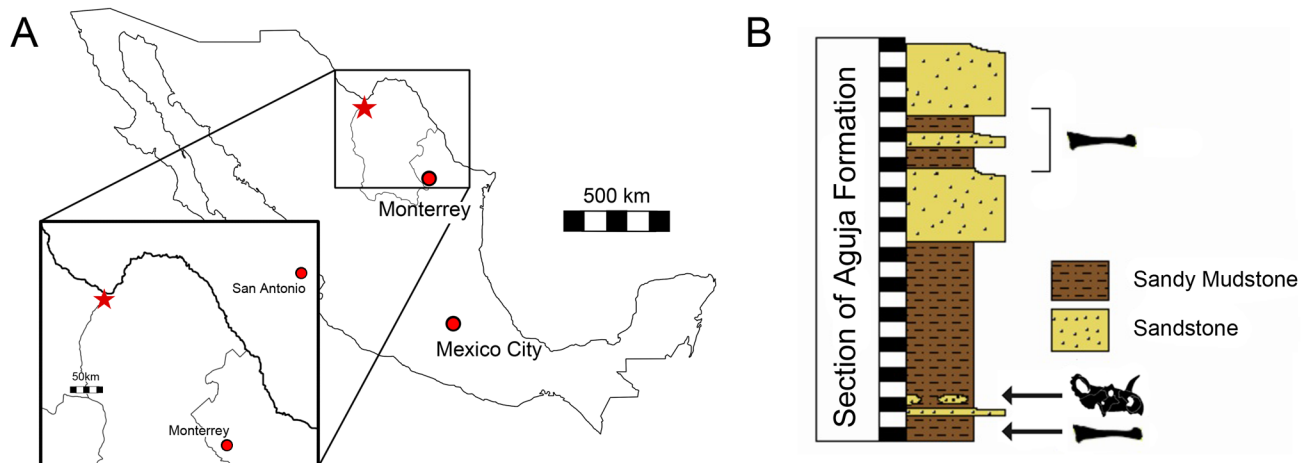 A
Monterrey
500 km
San Antonio
50km
Monterrey
Mexico City
B
Section of Aguja Formation
Sandy Mudstone
Sandstone